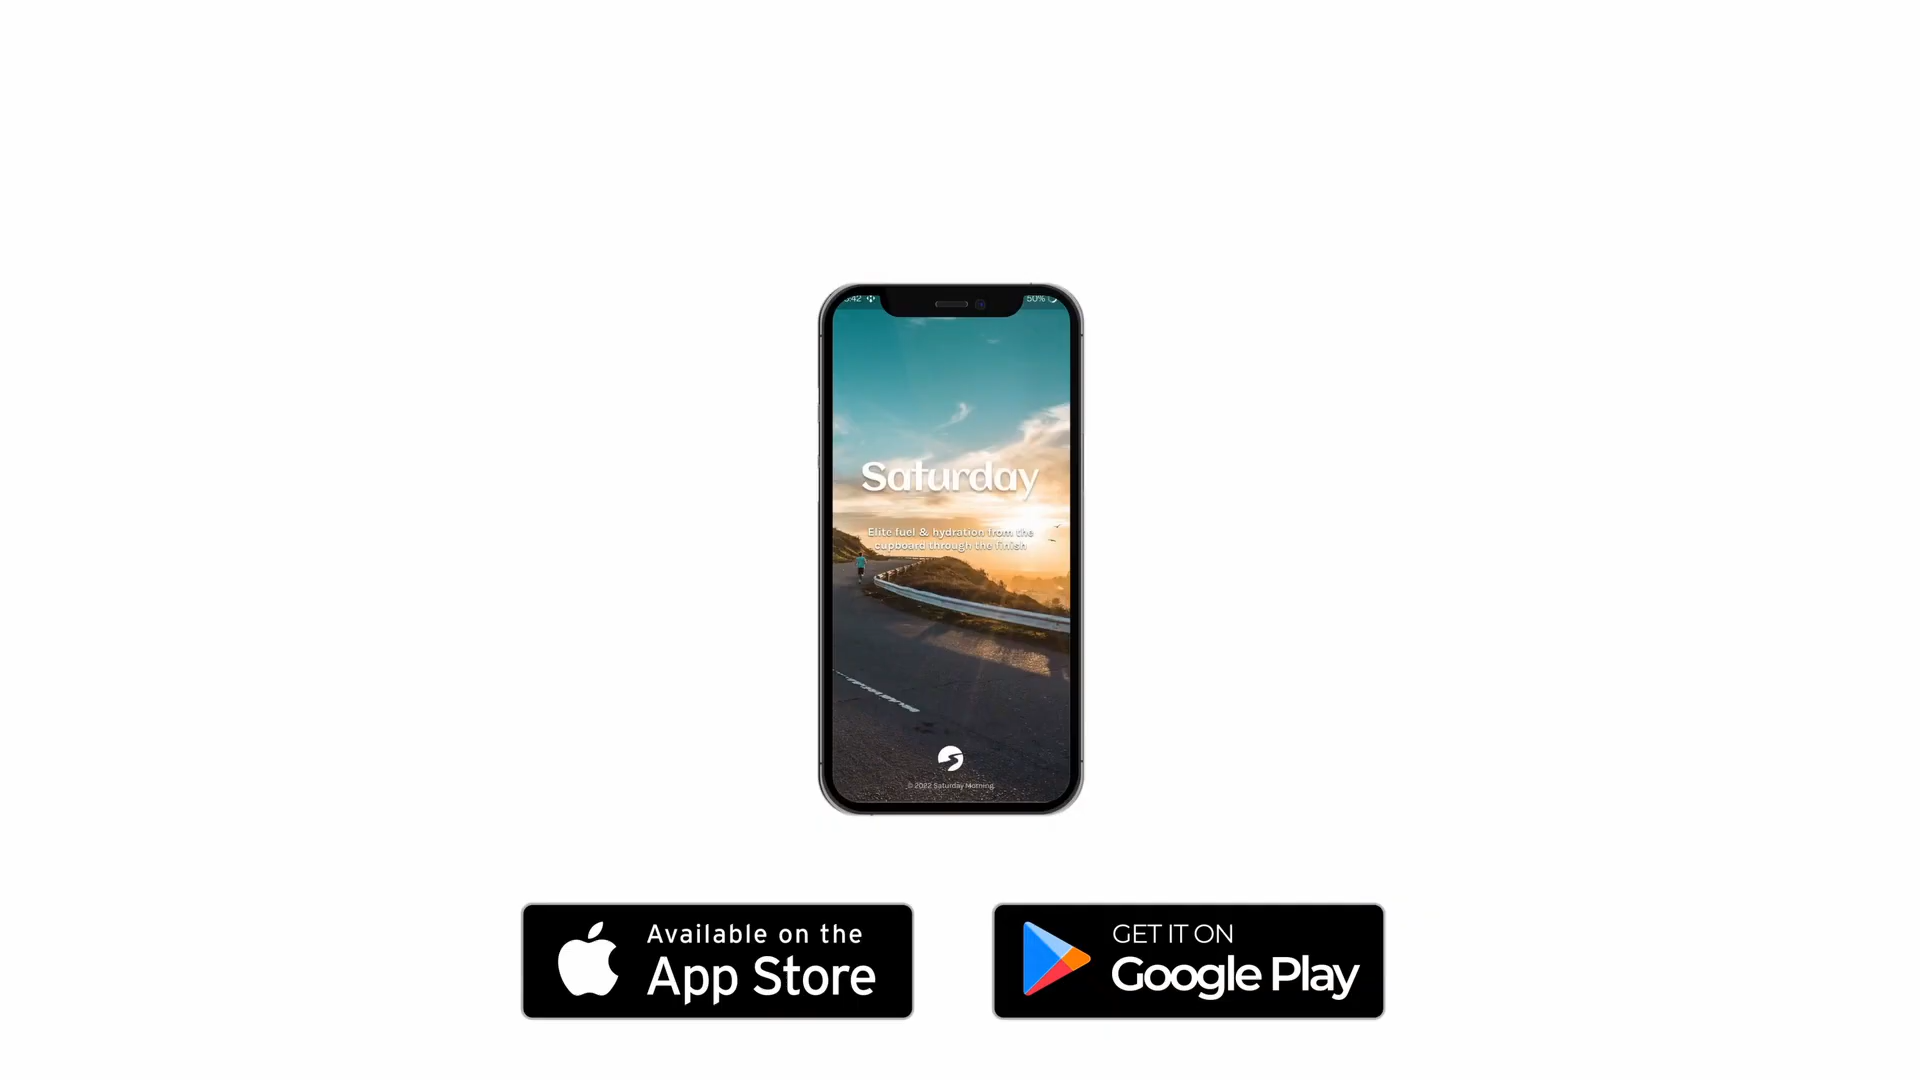 50%
Saturday
Elite fuel & hydration from the
cupboard through the finish
© 2022 Saturday Morning
Available on the
App Store
GET IT ON
Google Play